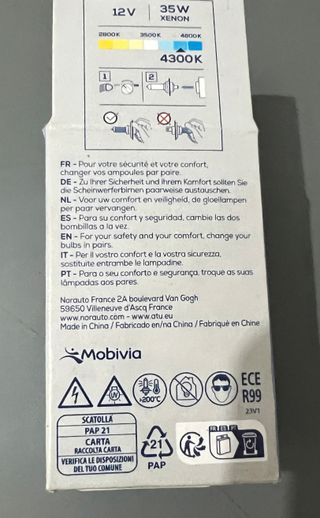 12V
35W
XENON
2800K 3500K 4800K
4300K
1 2
FR - Pour votre sécurité et votre confort,
changer vos ampoules par paire.
DE - Zu Ihrer Sicherheit und Ihrem Komfort sollten Sie
die Scheinwerferbirnen paarweise austauschen.
NL - Voor uw comfort en veiligheid, de gloeilampen
per paar vervangen.
ES - Para su confort y seguridad, cambie las dos
bombillas a la vez.
EN - For your safety and your comfort, change your
bulbs in pairs.
IT - Per il vostro confort e la vostra sicurezza,
sostituite entrambe le lampadine.
PT - Para o seu conforto e segurança, troque as suas
lâmpadas aos pares.
Norauto France 2A boulevard Van Gogh
59650 Villeneuve d'Ascq France
www.norauto.com - www.atu.eu
Made in China / Fabricado en/na China / Fabriqué en Chine
Mobivia
UV
+200°C
ECE
R99
23V1
SCATOLLA
PAP 21
CARTA
RACCOLTA CARTA
VERIFICA LE DISPOSIZIONI
DEL TUO COMUNE
21
PAP
FR ES PT